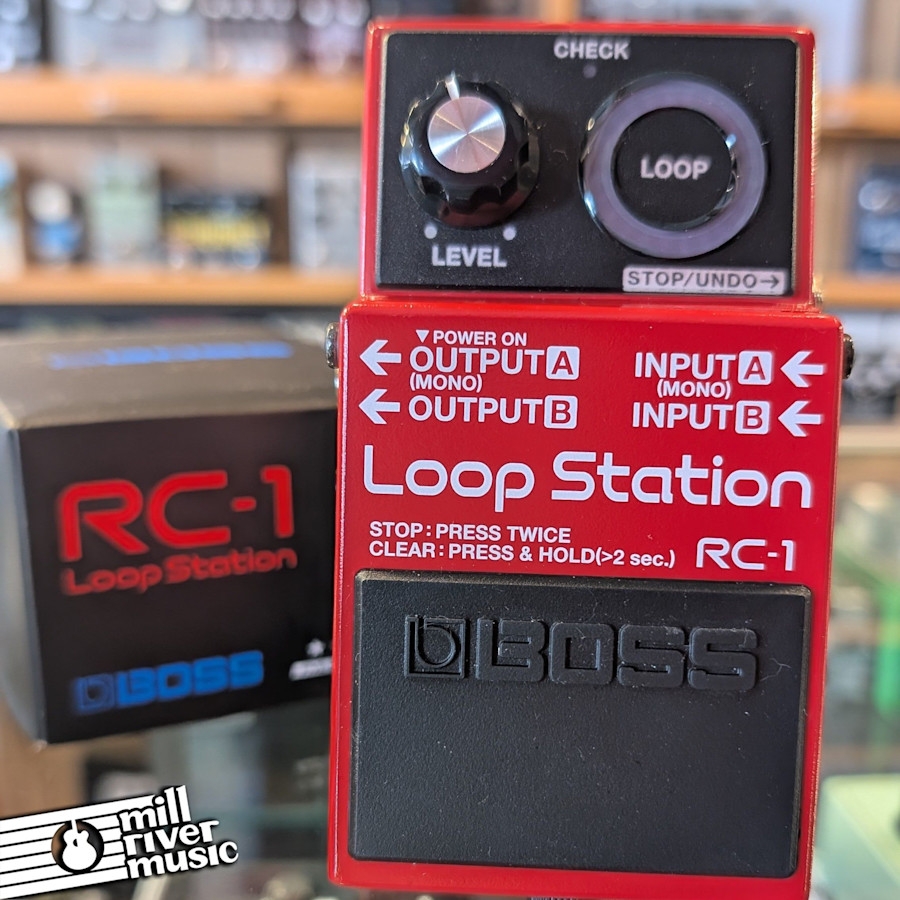 CHECK
LOOP
LEVEL
STOP/UNDO→
▼POWER ON
← OUTPUT A
(MONO)
← OUTPUT B
INPUT A ←
(MONO)
INPUT B ←
Loop Station
STOP : PRESS TWICE
CLEAR : PRESS & HOLD(>2 sec.)
RC-1
BOSS
BOSS
RC-1
Loop Station
BOSS
mill
river
music